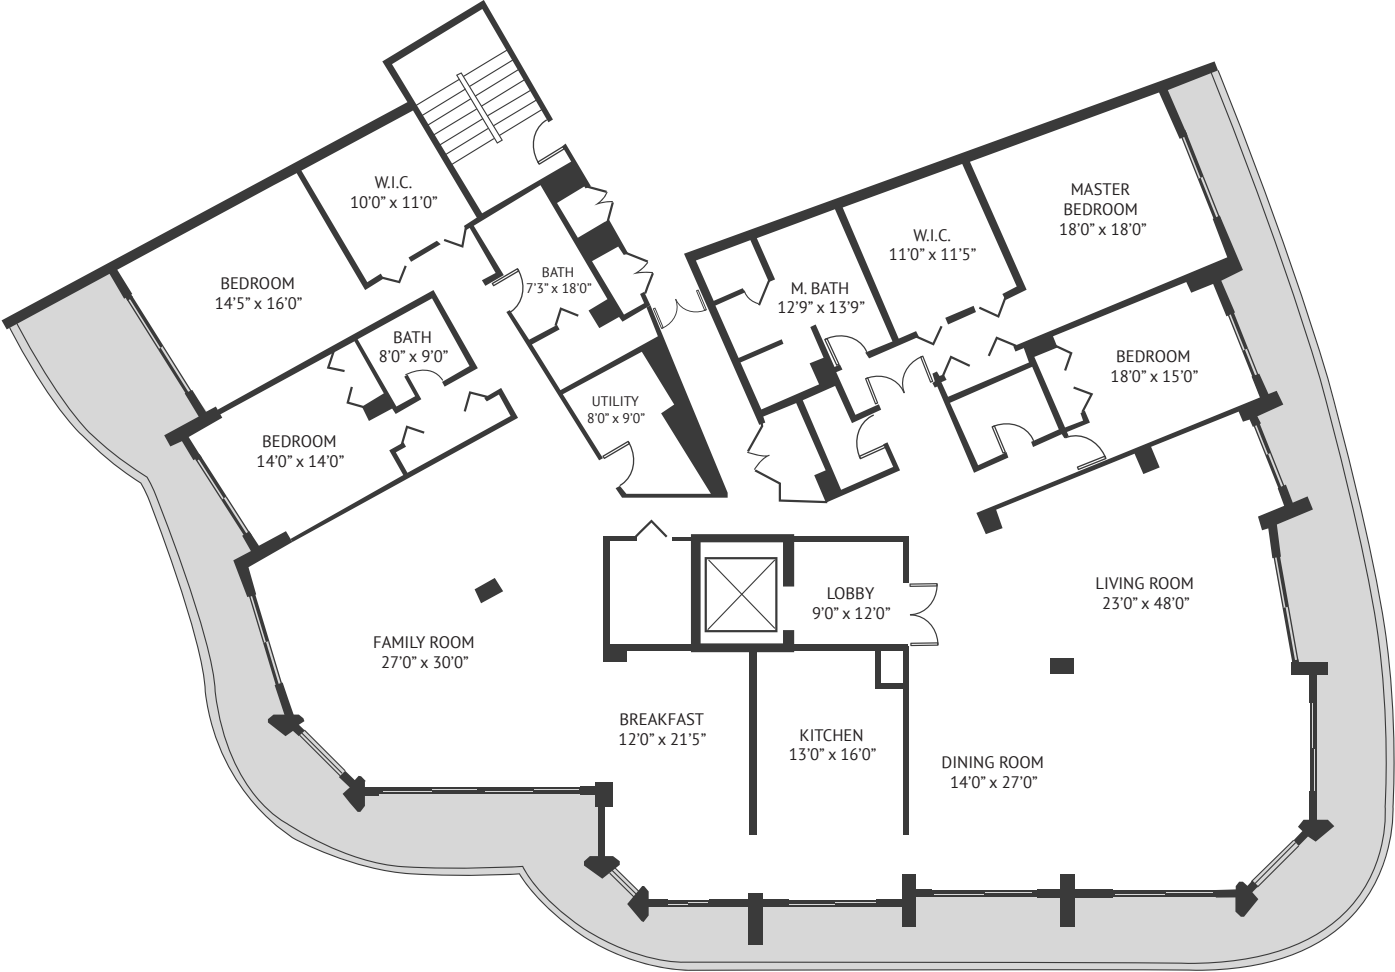 W.I.C.
10'0” x 11'0”
BEDROOM
14'5” x 16'0”
BATH
7'3” x 18'0”
BATH
8'0” x 9'0”
BEDROOM
14'0” x 14'0”
UTILITY
8'0” x 9'0”
MASTER
BEDROOM
18'0” x 18'0”
W.I.C.
11'0” x 11'5”
M. BATH
12'9” x 13'9”
BEDROOM
18'0” x 15'0”
FAMILY ROOM
27'0” x 30'0”
LOBBY
9'0” x 12'0”
LIVING ROOM
23'0” x 48'0”
BREAKFAST
12'0” x 21'5”
KITCHEN
13'0” x 16'0”
DINING ROOM
14'0” x 27'0”